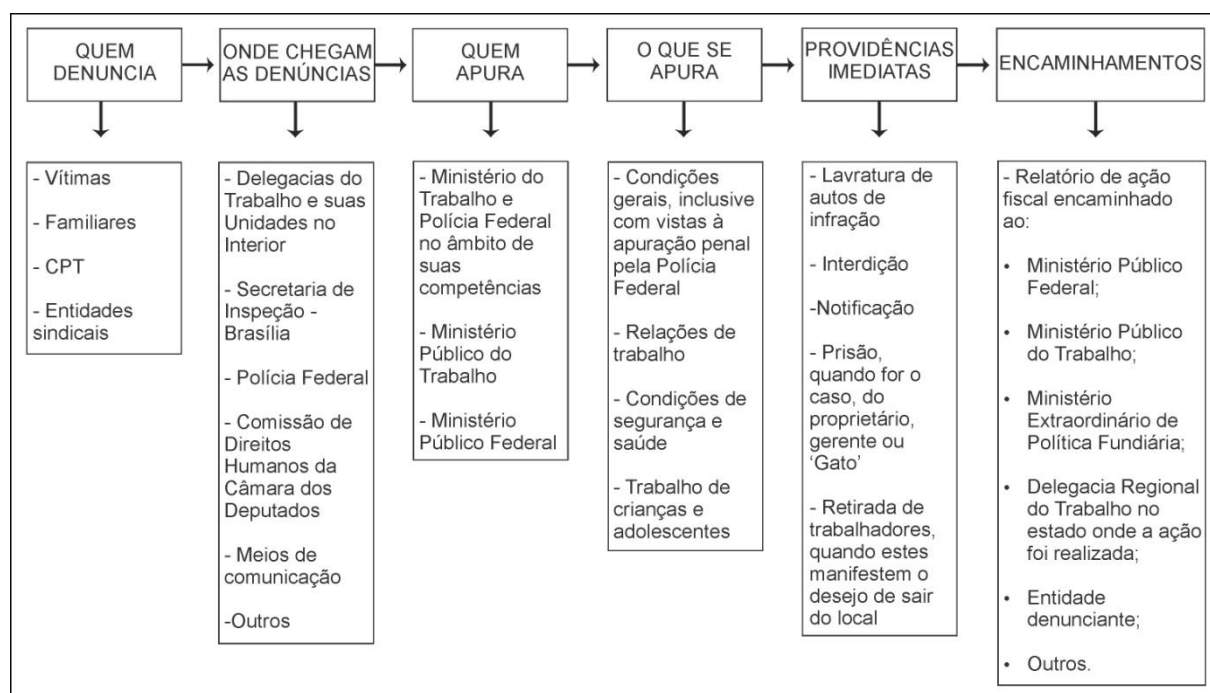 QUEM
DENUNCIA
ONDE CHEGAM
AS DENÚNCIAS
QUEM
APURA
O QUE SE
APURA
PROVIDÊNCIAS
IMEDIATAS
ENCAMINHAMENTOS
- Vítimas
- Familiares
- CPT
- Entidades
sindicais
- Delegacias do
Trabalho e suas
Unidades no
Interior
- Secretaria de
Inspeção -
Brasília
- Polícia Federal
- Comissão de
Direitos
Humanos da
Câmara dos
Deputados
- Meios de
comunicação
-Outros
- Ministério do
Trabalho e
Polícia Federal
no âmbito de
suas
competências
- Ministério
Público do
Trabalho
- Ministério
Público Federal
- Condições
gerais, inclusive
com vistas à
apuração penal
pela Polícia
Federal
- Relações de
trabalho
- Condições de
segurança e
saúde
- Trabalho de
crianças e
adolescentes
- Lavratura de
autos de
infração
- Interdição
-Notificação
- Prisão,
quando for o
caso, do
proprietário,
gerente ou
‘Gato’
- Retirada de
trabalhadores,
quando estes
manifestem o
desejo de sair
do local
- Relatório de ação
fiscal encaminhado
ao:
• Ministério Público
Federal;
• Ministério Público
do Trabalho;
• Ministério
Extraordinário de
Política Fundiária;
• Delegacia Regional
do Trabalho no
estado onde a ação
foi realizada;
• Entidade
denunciante;
• Outros.